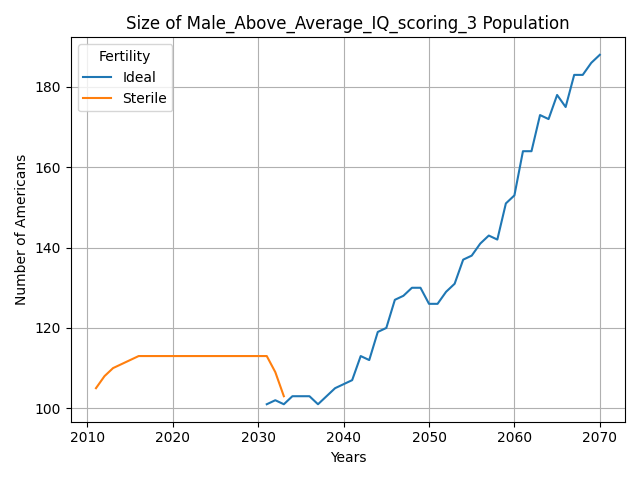 Size of Male_Above_Average_IQ_scoring_3 Population
Fertility
Ideal
Sterile
Number of Americans
180
160
140
120
100
2010 2020 2030 2040 2050 2060 2070
Years